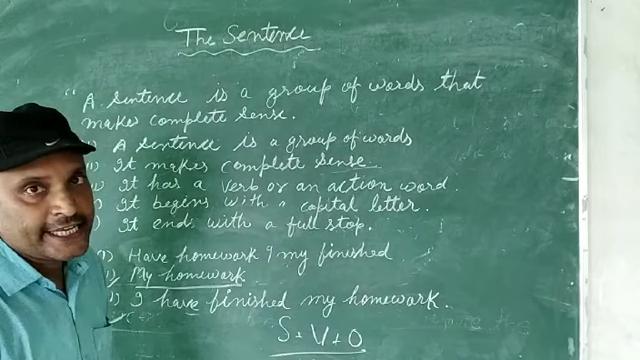 The Sentence
"A sentence is a group of words that
makes complete sense.
A sentence is a group of words
It makes complete sense
It has a verb or an action word.
It begins with a capital letter.
It ends with a full stop.
Have homework I my finished
My homework
I have finished my homework.
S+V+O